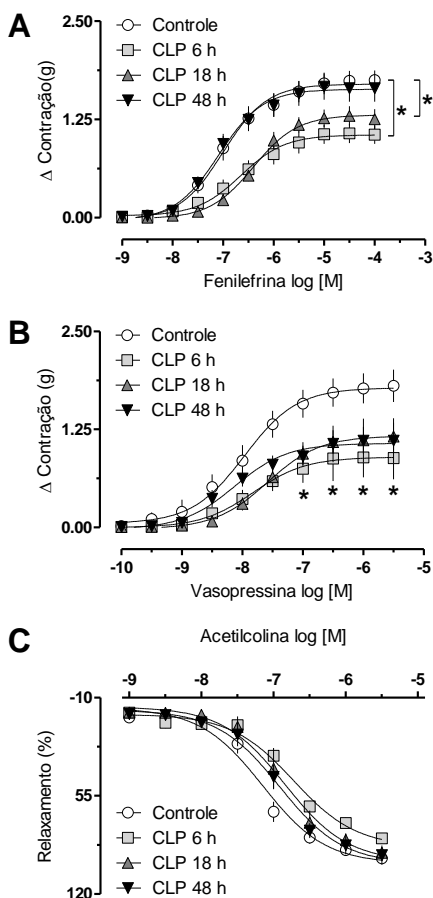 A
Δ Contração(g)
2.50
1.25
0.00
Controle
CLP 6 h
CLP 18 h
CLP 48 h
* *
-9 -8 -7 -6 -5 -4 -3
Fenilefrina log [M]
B
Δ Contração (g)
2.50
1.25
0.00
Controle
CLP 6 h
CLP 18 h
CLP 48 h
* * * *
-10 -9 -8 -7 -6 -5
Vasopressina log [M]
C
Acetilcolina log [M]
-9 -8 -7 -6 -5
Relaxamento (%)
-10
55
120
Controle
CLP 6 h
CLP 18 h
CLP 48 h